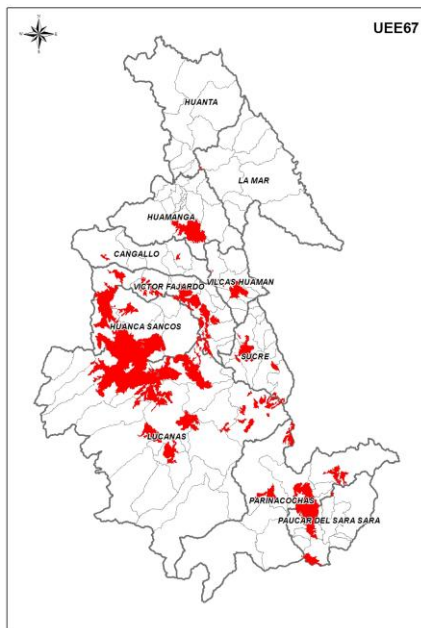 UEE67
HUANTA
LA MAR
HUAMANGA
CANGALLO
VILCAS HUAMAN
VICTOR FAJARDO
HUANCA SANCOS
SUCRE
LUCANAS
PARINACOCHAS
PAUCAR DEL SARA SARA